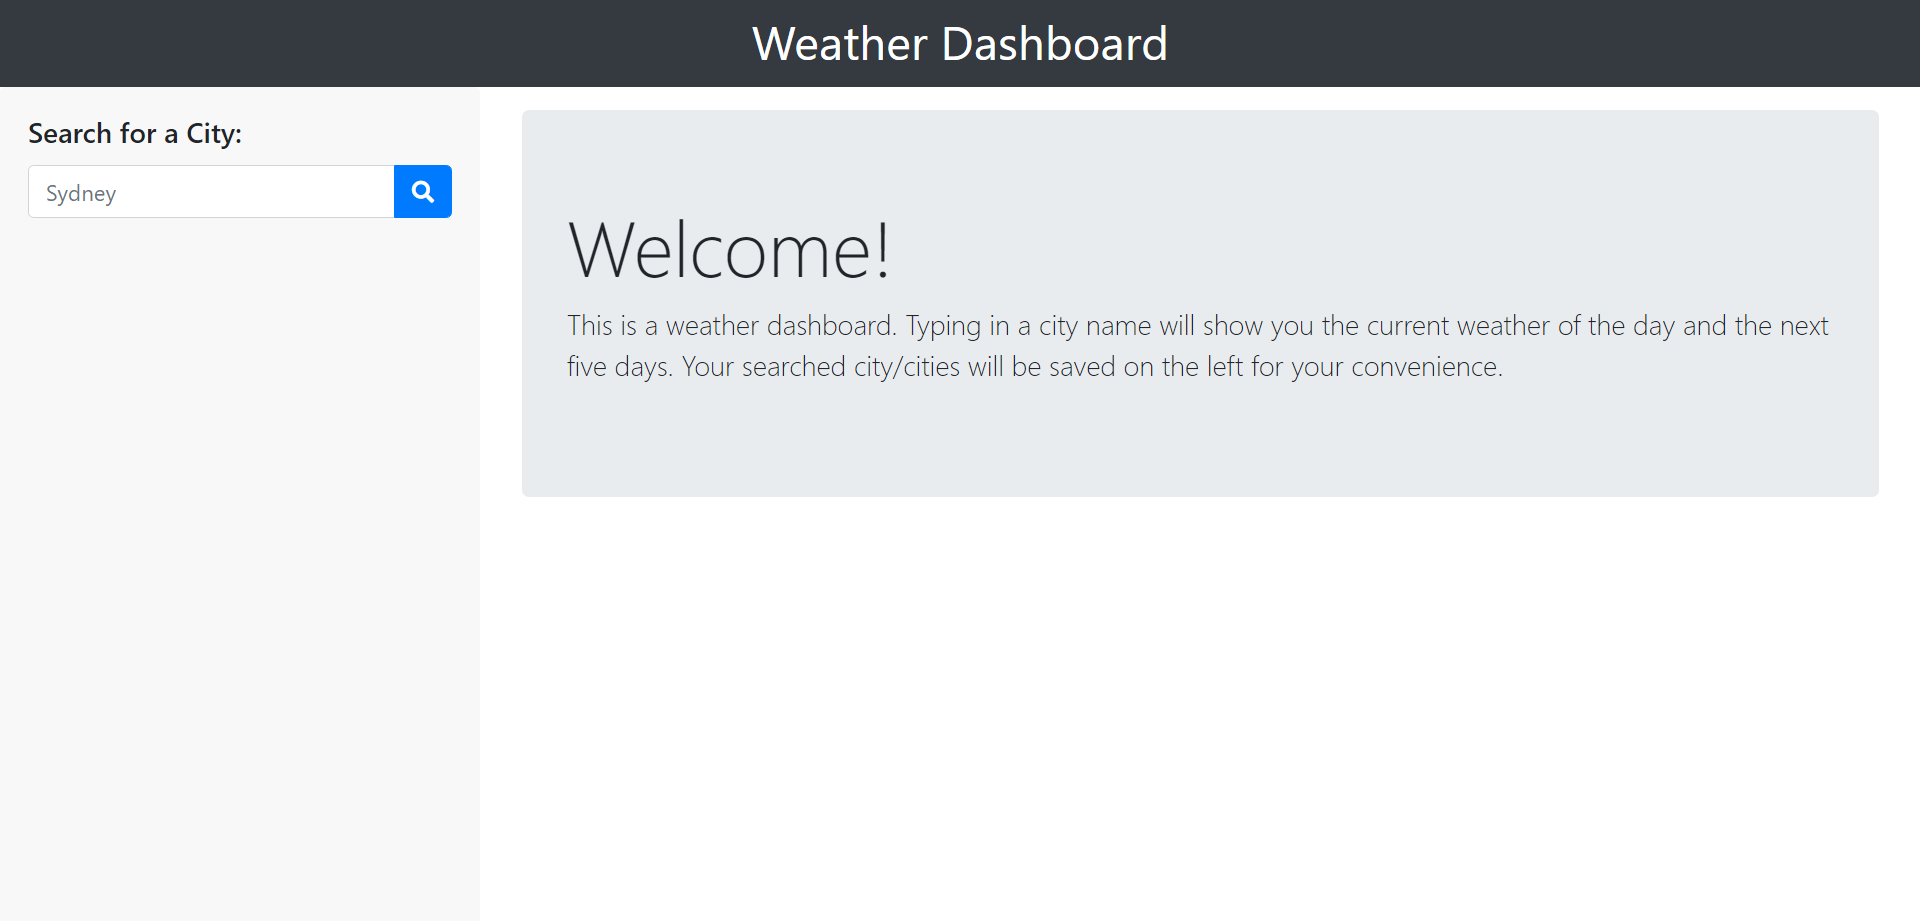 Weather Dashboard
Search for a City:
Sydney
Welcome!
This is a weather dashboard. Typing in a city name will show you the current weather of the day and the next
five days. Your searched city/cities will be saved on the left for your convenience.